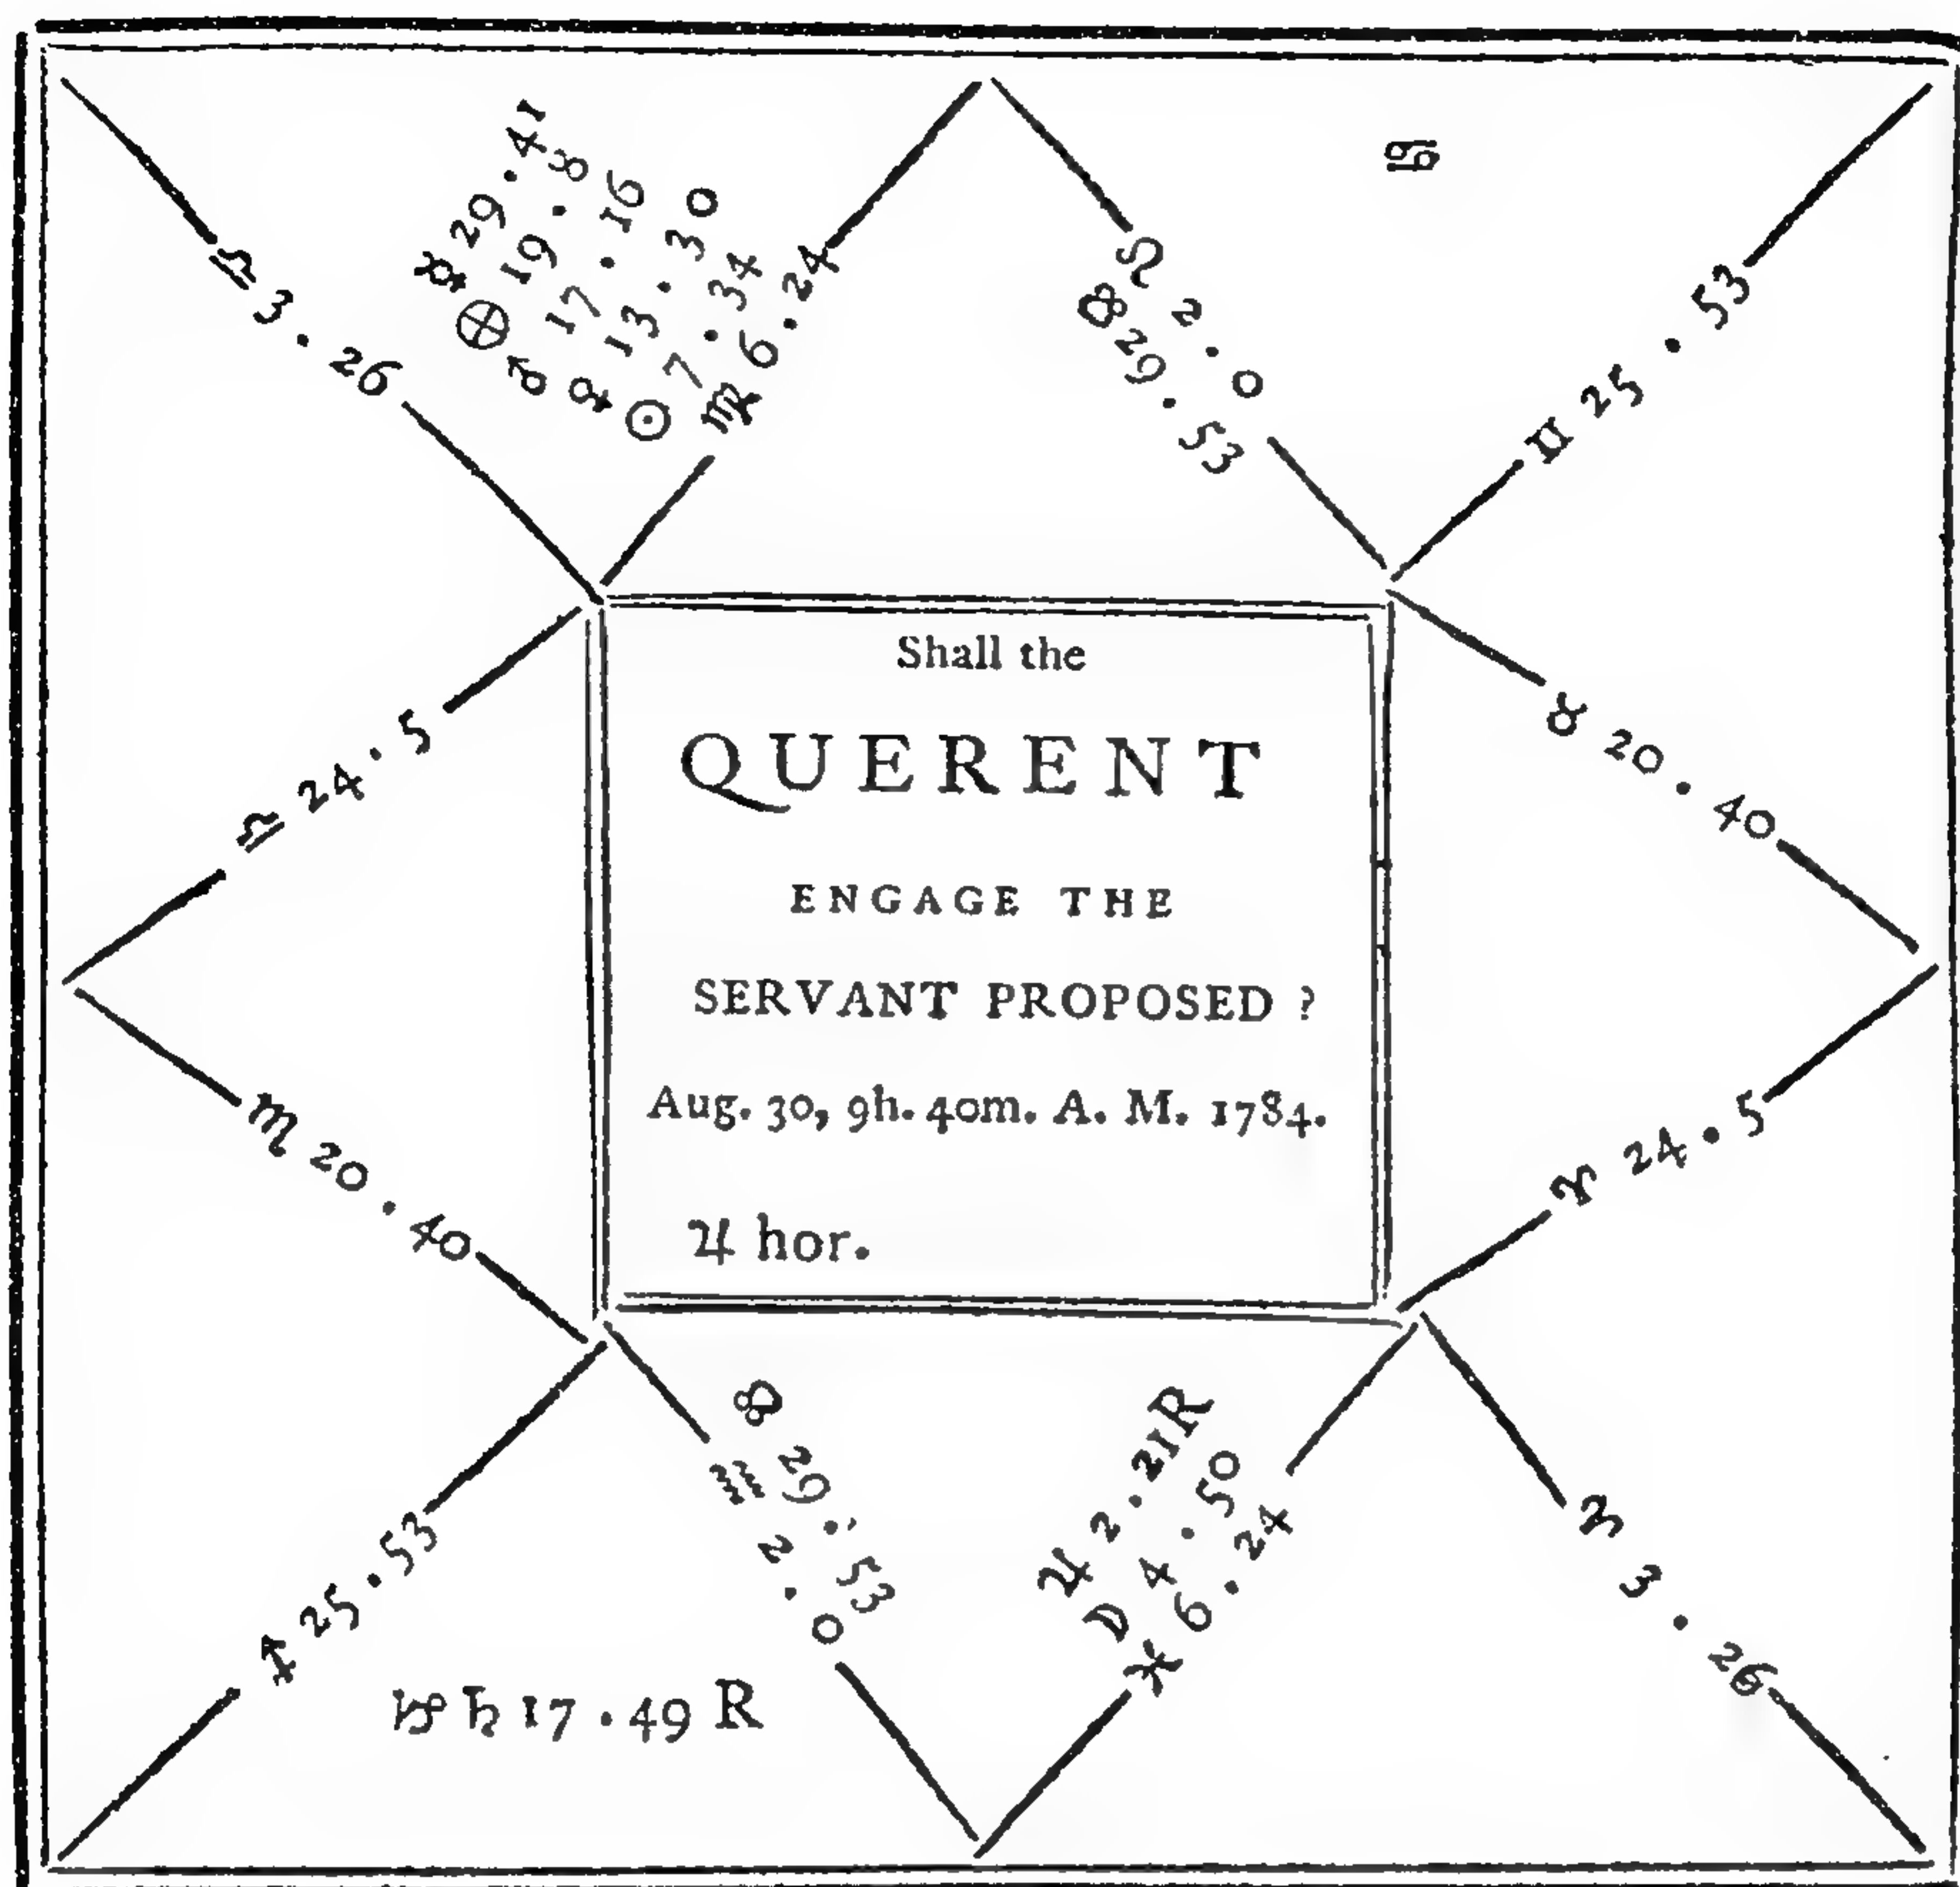 ♋
☿ 29 . 41
⊕ 19 . 8
♂ 17 . 16
♀ 13 . 30
☉ 7 . 34
♍ 6 . 24
♌ 2 . 0
29 . 53
♊ 25 . 53
♎ 3 . 26
Shall the
QUERENT
ENGAGE THE
SERVANT PROPOSED ?
Aug. 30, 9h. 40m. A. M. 1784.
♃ hor.
♎ 24 . 5
♉ 20 . 40
♏ 20 . 40
♈ 24 . 5
29 . 53
♒ 2 . 0
♃ 2 . 21R
☽ 4 . 50
♓ 6 . 24
♈ 3 . 26
♐ 25 . 53
♑ ♄ 17 . 49 R